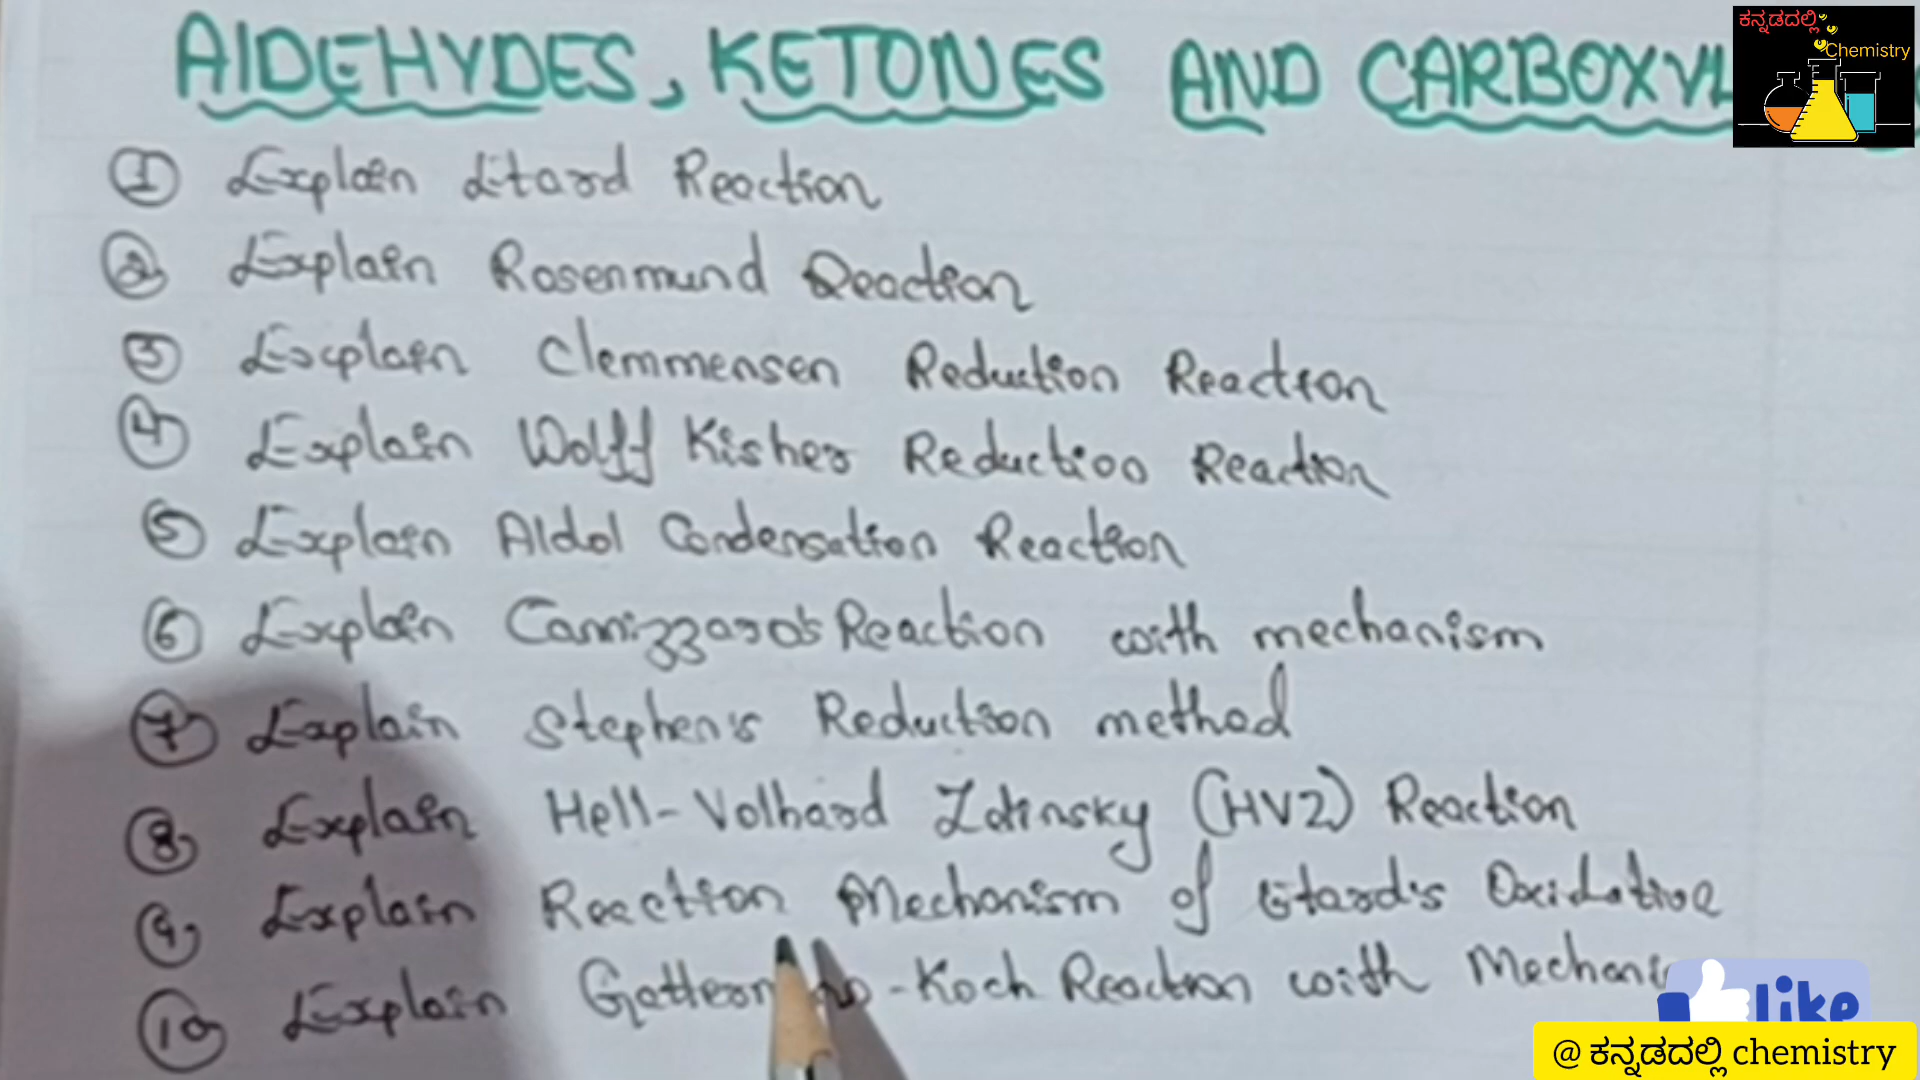 AIDEHYDES, KETONES AND CARBOXYL
ಕನ್ನಡದಲ್ಲಿ
Chemistry
1 Explain Etard Reaction
2 Explain Rosenmund Reaction
3 Explain Clemmensen Reduction Reaction
4 Explain Wolff Kisher Reduction Reaction
5 Explain Aldol Condensation Reaction
6 Explain Cannizzaro's Reaction with mechanism
7 Explain Stephen's Reduction method
8 Explain Hell-Volhard Zelinsky (HVZ) Reaction
9 Explain Reaction Mechanism of Etard's Oxidative
10 Explain -Koch Reaction with
like
@ ಕನ್ನಡದಲ್ಲಿ chemistry